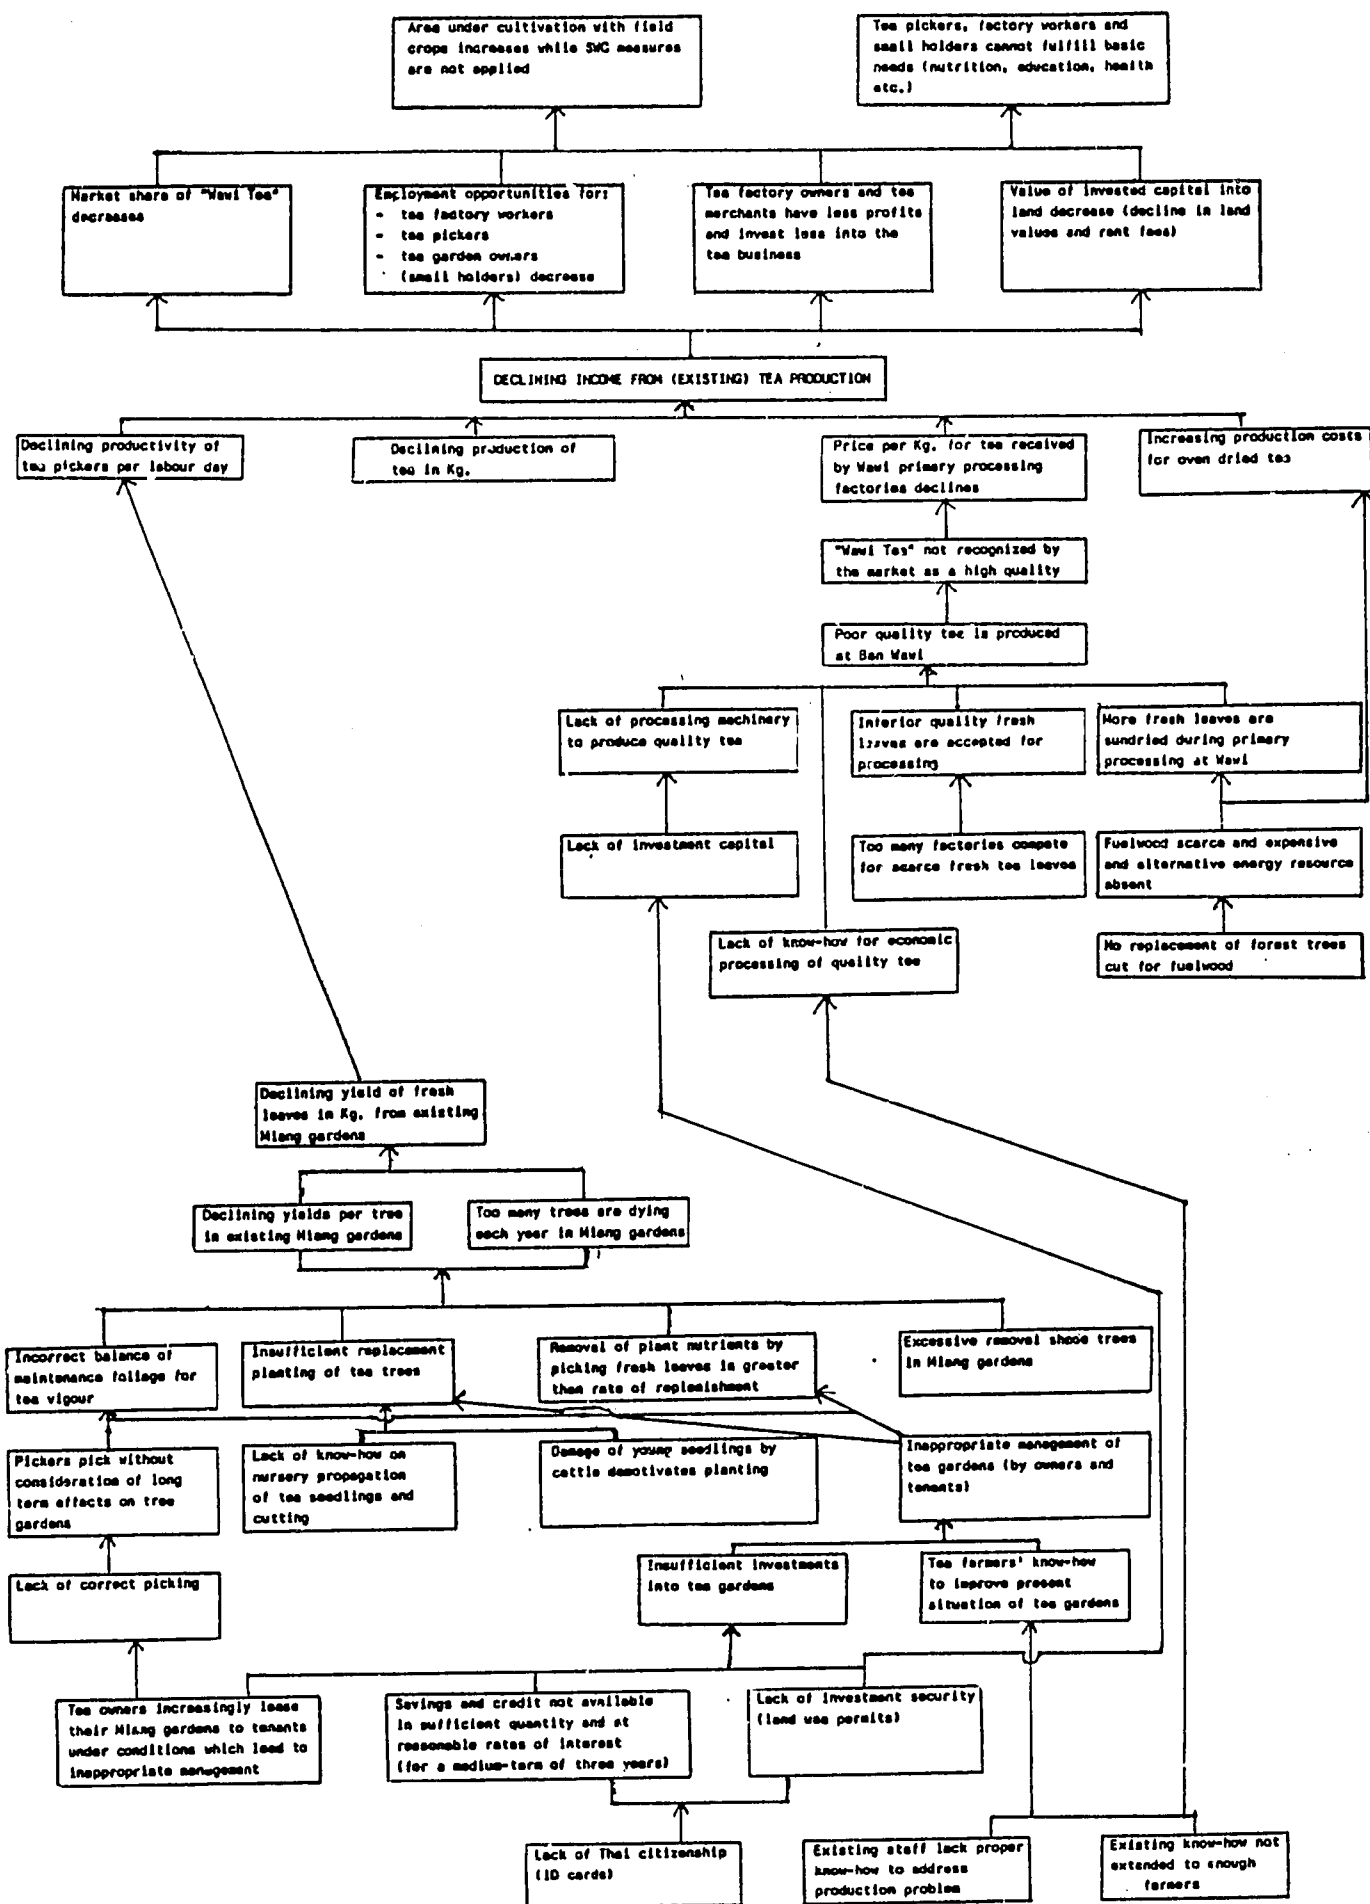 Area under cultivation with field
crops increases while SWC measures
are not applied
Tea pickers, factory workers and
small holders cannot fulfill basic
needs (nutrition, education, health
etc.)
Market share of "Wawi Tea"
decreases
Employment opportunities for:
- tea factory workers
- tea pickers
- tea garden owners
(small holders) decrease
Tea factory owners and tea
merchants have less profits
and invest less into the
tea business
Value of invested capital into
land decrease (decline in land
values and rent fees)
DECLINING INCOME FROM (EXISTING) TEA PRODUCTION
Declining productivity of
tea pickers per labour day
Declining production of
tea in Kg.
Price per Kg. for tea received
by Wawi primary processing
factories declines
Increasing production costs
for oven dried tea
"Wawi Tea" not recognized by
the market as a high quality
Poor quality tea is produced
at Ban Wawi
Lack of processing machinery
to produce quality tea
Interior quality fresh
leaves are accepted for
processing
More fresh leaves are
sundried during primary
processing at Wawi
Lack of investment capital
Too many factories compete
for scarce fresh tea leaves
Fuelwood scarce and expensive
and alternative energy resource
absent
Lack of know-how for economic
processing of quality tea
No replacement of forest trees
cut for fuelwood
Declining yield of fresh
leaves in Kg. from existing
Miang gardens
Declining yields per tree
in existing Miang gardens
Too many trees are dying
each year in Miang gardens
Incorrect balance of
maintenance foliage for
tea vigour
Insufficient replacement
planting of tea trees
Removal of plant nutrients by
picking fresh leaves is greater
than rate of replenishment
Excessive removal shade trees
in Miang gardens
Pickers pick without
consideration of long
term effects on tree
gardens
Lack of know-how on
nursery propagation
of tea seedlings and
cutting
Damage of young seedlings by
cattle demotivates planting
Inappropriate management of
tea gardens (by owners and
tenants)
Lack of correct picking
Insufficient investments
into tea gardens
Tea farmers' know-how
to improve present
situation of tea gardens
Tea owners increasingly lease
their Miang gardens to tenants
under conditions which lead to
inappropriate management
Savings and credit not available
in sufficient quantity and at
reasonable rates of interest
(for a medium-term of three years)
Lack of investment security
(land use permits)
Lack of Thai citizenship
(ID cards)
Existing staff lack proper
know-how to address
production problem
Existing know-how not
extended to enough
farmers